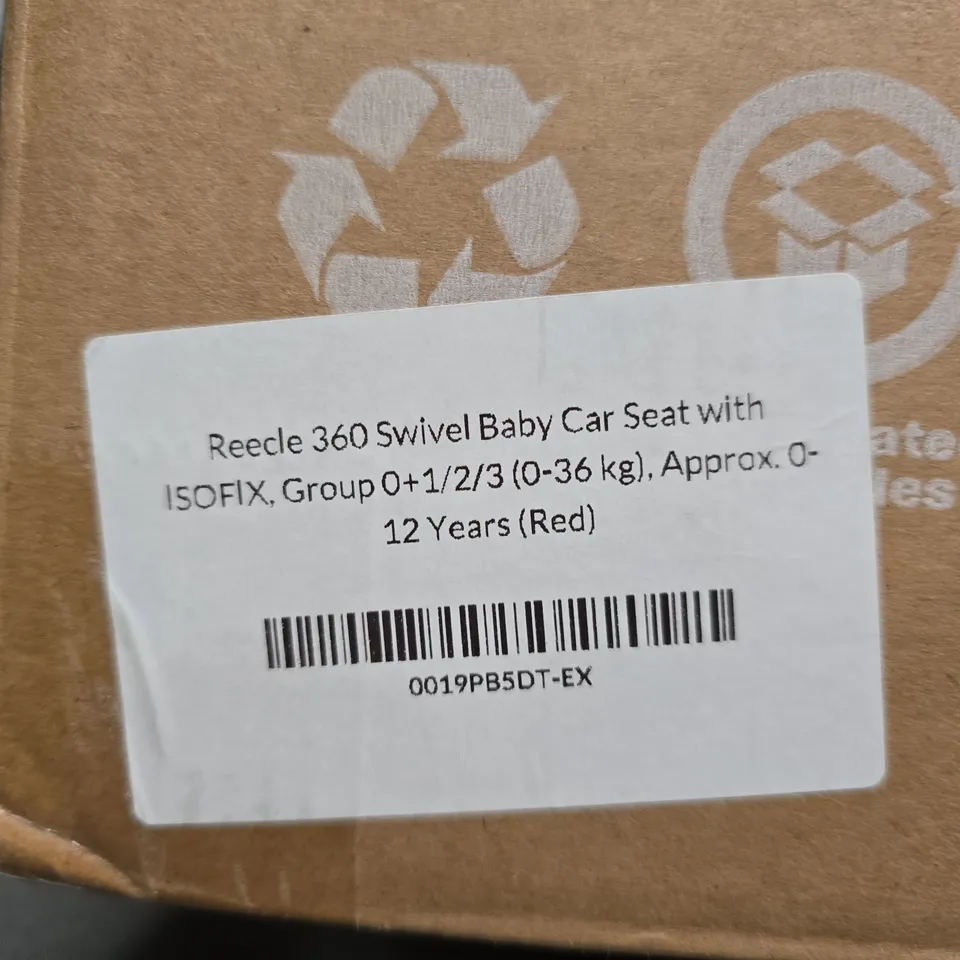 Reecle 360 Swivel Baby Car Seat with
ISOFIX, Group 0+1/2/3 (0-36 kg), Approx. 0-
12 Years (Red)
0019PB5DT-EX